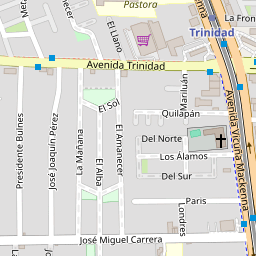 Pastora
La Fron
Trinidad
El Llano
Avenida Trinidad
El Sol
Mariluán
Quilapán
Avenida Vicuña Mackenna
Presidente Bulnes
José Joaquín Pérez
La Mañana
El Alba
El Amanecer
Del Norte
Los Álamos
Del Sur
Paris
Londres
José Miguel Carrera